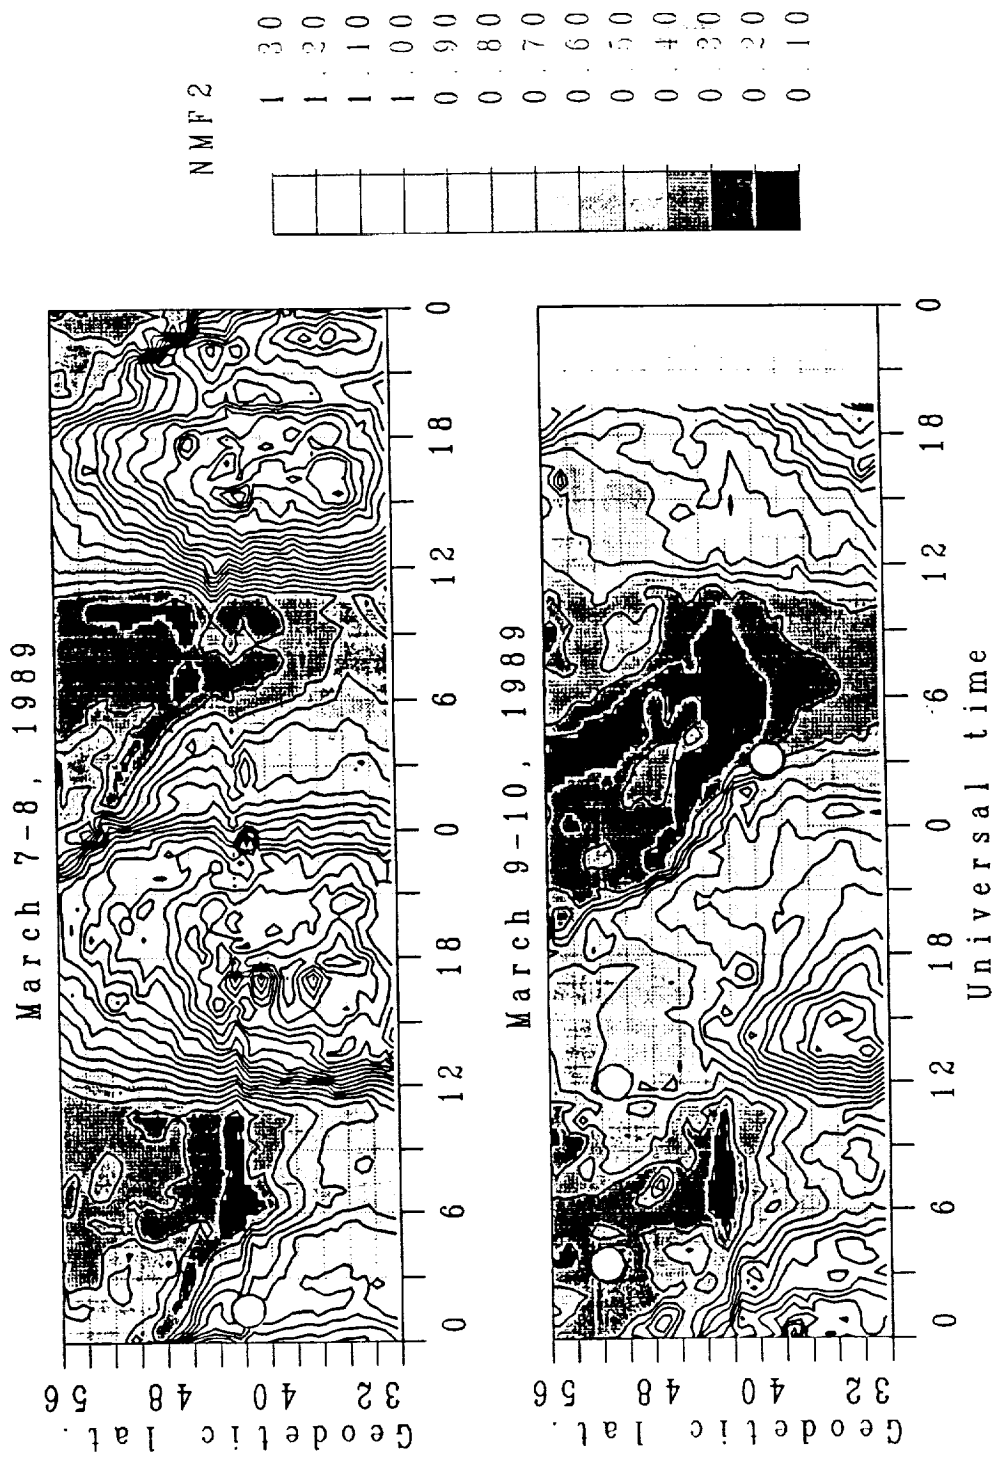 March 7-8, 1989
Geodetic lat.
56
48
40
32
0 6 12 18 0 6 12 18 0
March 9-10, 1989
Geodetic lat.
56
48
40
32
0 6 12 18 0 6 12 18 0
Universal time
NMF2
1.30
1.20
1.10
1.00
0.90
0.80
0.70
0.60
0.50
0.40
0.30
0.20
0.10